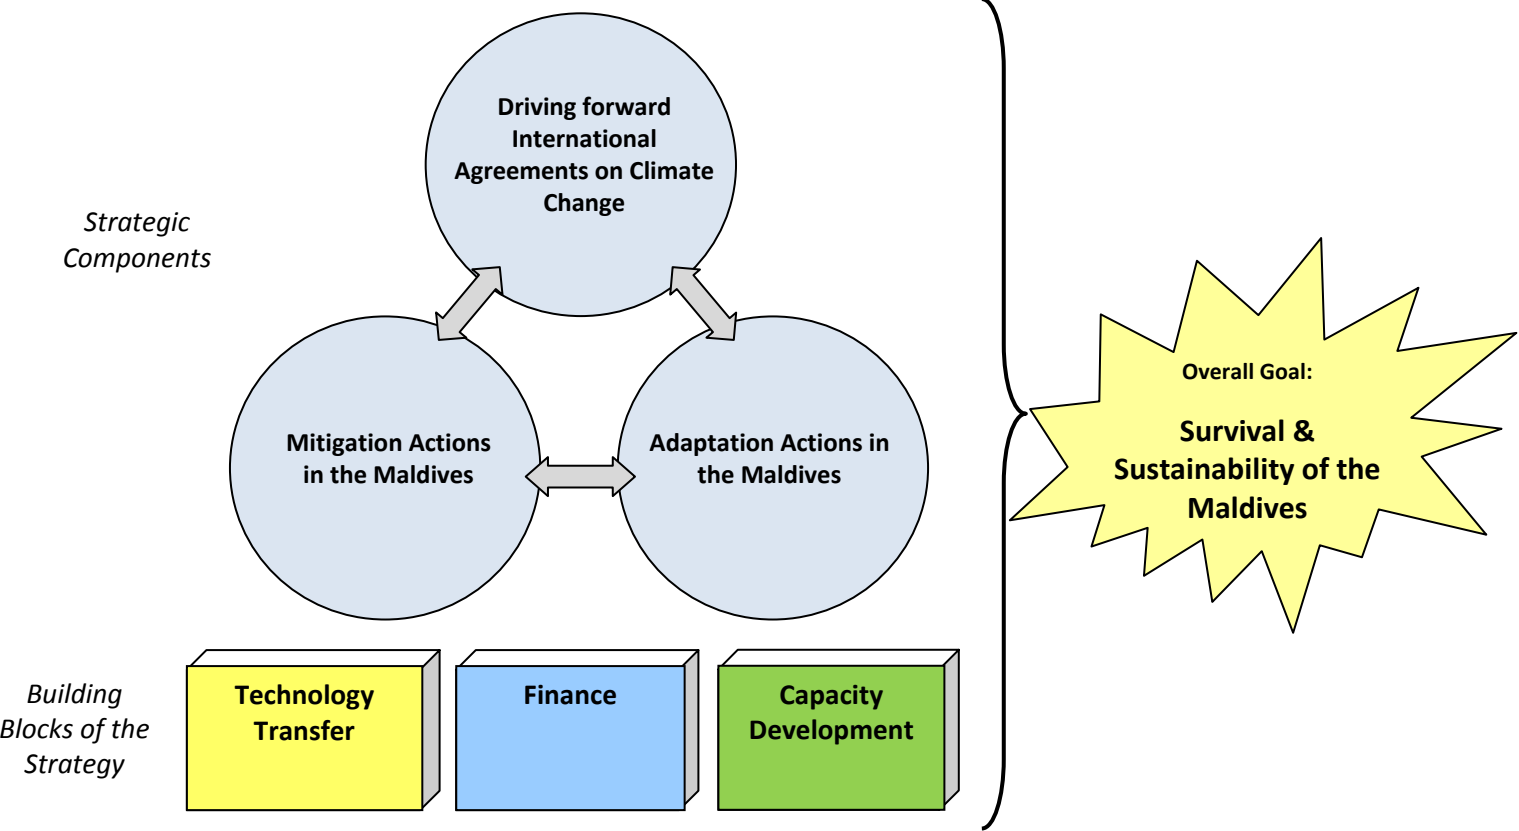 Driving forward
International
Agreements on Climate
Change
Strategic
Components
Mitigation Actions
in the Maldives
Adaptation Actions in
the Maldives
Overall Goal:
Survival &
Sustainability of the
Maldives
Building
Blocks of the
Strategy
Technology
Transfer
Finance
Capacity
Development